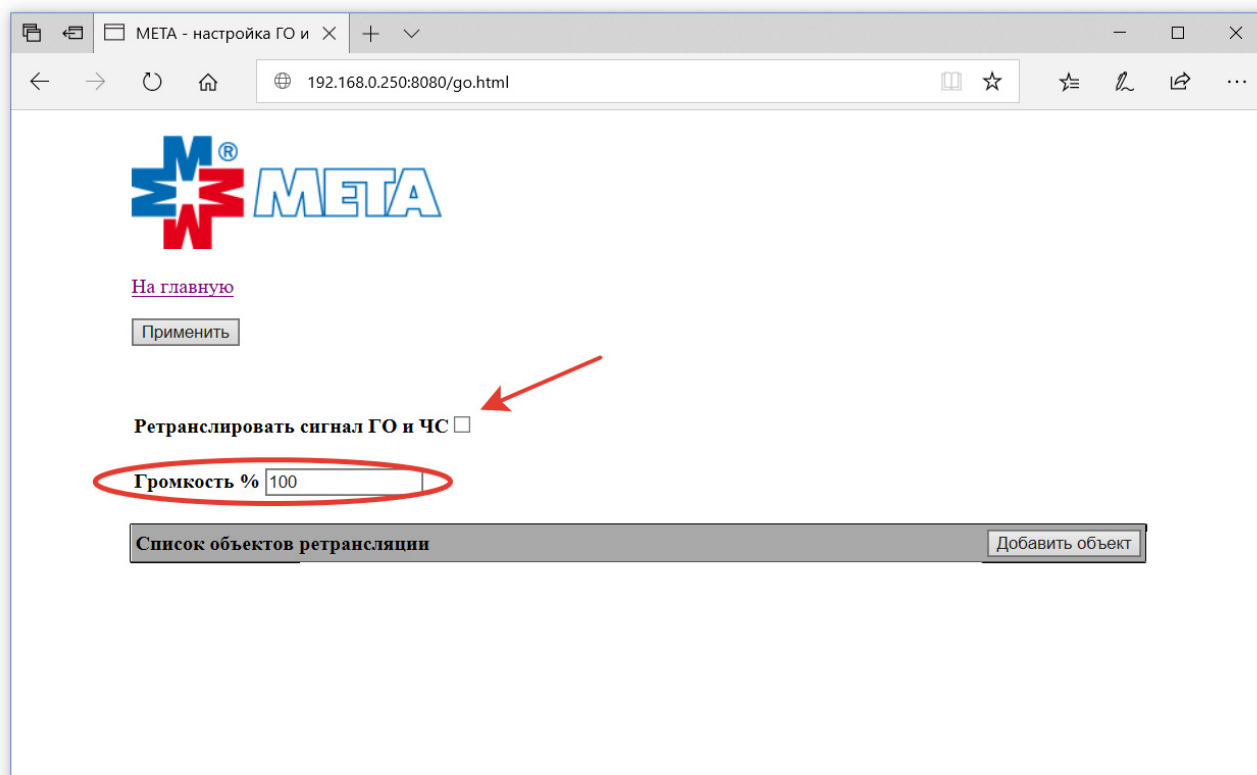 META - настройка ГО и
192.168.0.250:8080/go.html
М ®
М
МЕТА
На главную
Применить
Ретранслировать сигнал ГО и ЧС
Громкость % 100
Список объектов ретрансляции Добавить объект